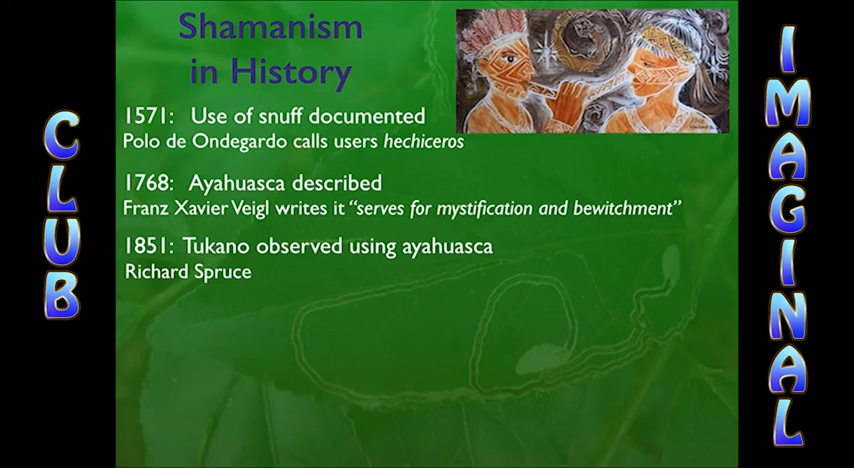 CLUB
Shamanism
in History
1571: Use of snuff documented
Polo de Ondegardo calls users hechiceros
1768: Ayahuasca described
Franz Xavier Veigl writes it “serves for mystification and bewitchment”
1851: Tukano observed using ayahuasca
Richard Spruce
IMAGINAL